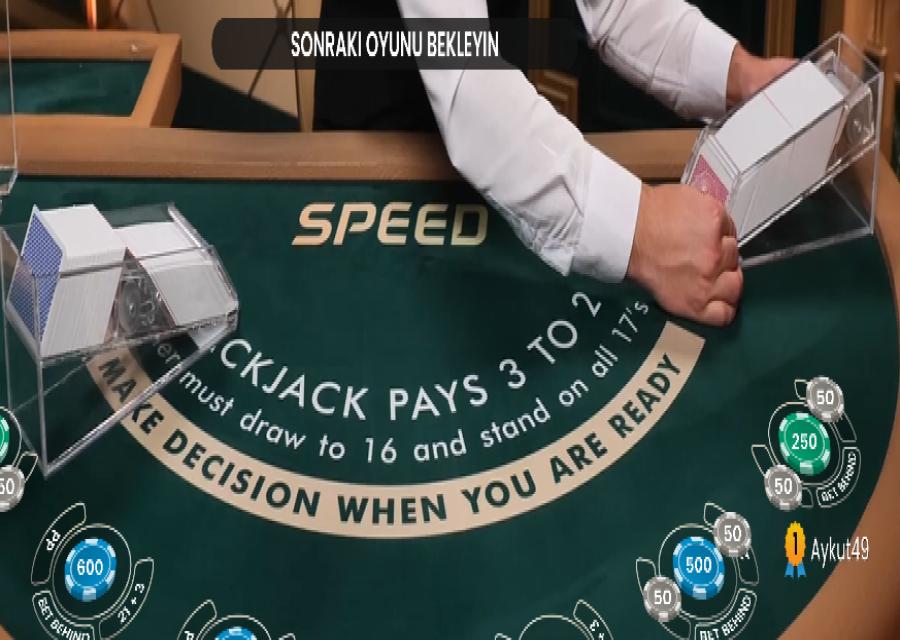 SONRAKI OYUNU BEKLEYIN
SPEED
CKJACK PAYS 3 TO 2
must draw to 16 and stand on all 17's
MAKE DECISION WHEN YOU ARE READY
50
250
50
BET BEHIND
50
600
PP
21 + 3
BET BEHIND
50
500
50
BET BEHIND
1
Aykut49